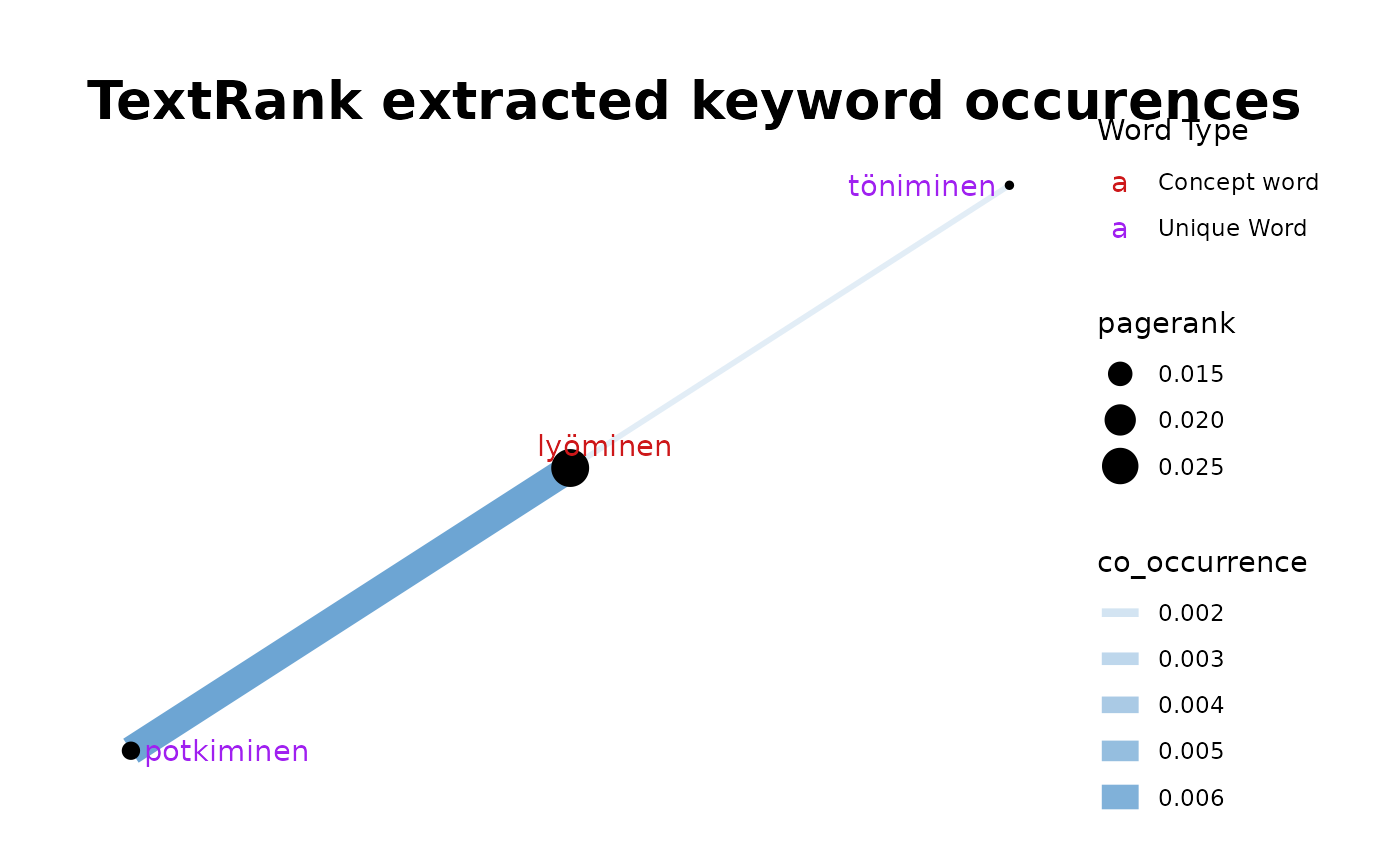 TextRank extracted keyword occurences
töniminen
lyöminen
potkiminen
Word Type
a Concept word
a Unique Word
pagerank
0.015
0.020
0.025
co_occurrence
0.002
0.003
0.004
0.005
0.006